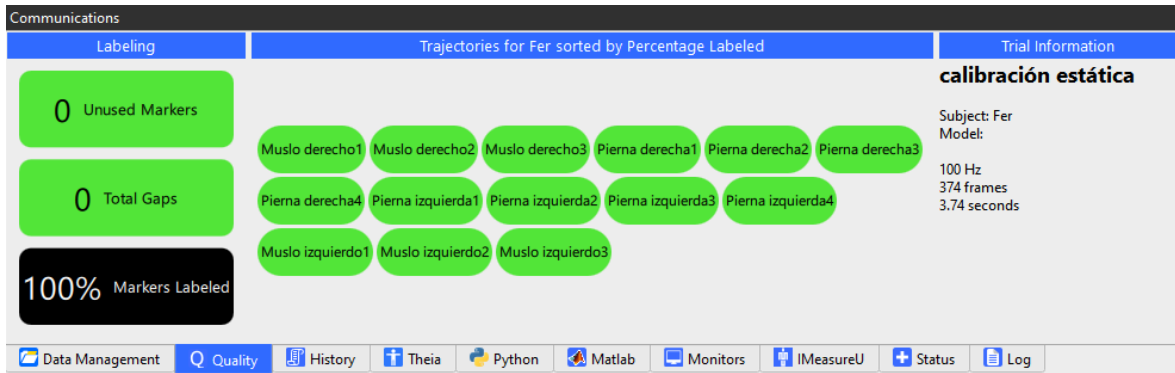 Communications
Labeling
Trajectories for Fer sorted by Percentage Labeled
Trial Information
0 Unused Markers
0 Total Gaps
100% Markers Labeled
Muslo derecho1 Muslo derecho2 Muslo derecho3 Pierna derecha1 Pierna derecha2 Pierna derecha3
Pierna derecha4 Pierna izquierda1 Pierna izquierda2 Pierna izquierda3 Pierna izquierda4
Muslo izquierdo1 Muslo izquierdo2 Muslo izquierdo3
calibración estática
Subject: Fer
Model:
100 Hz
374 frames
3.74 seconds
Data Management Q Quality History Theia Python Matlab Monitors IMeasureU Status Log